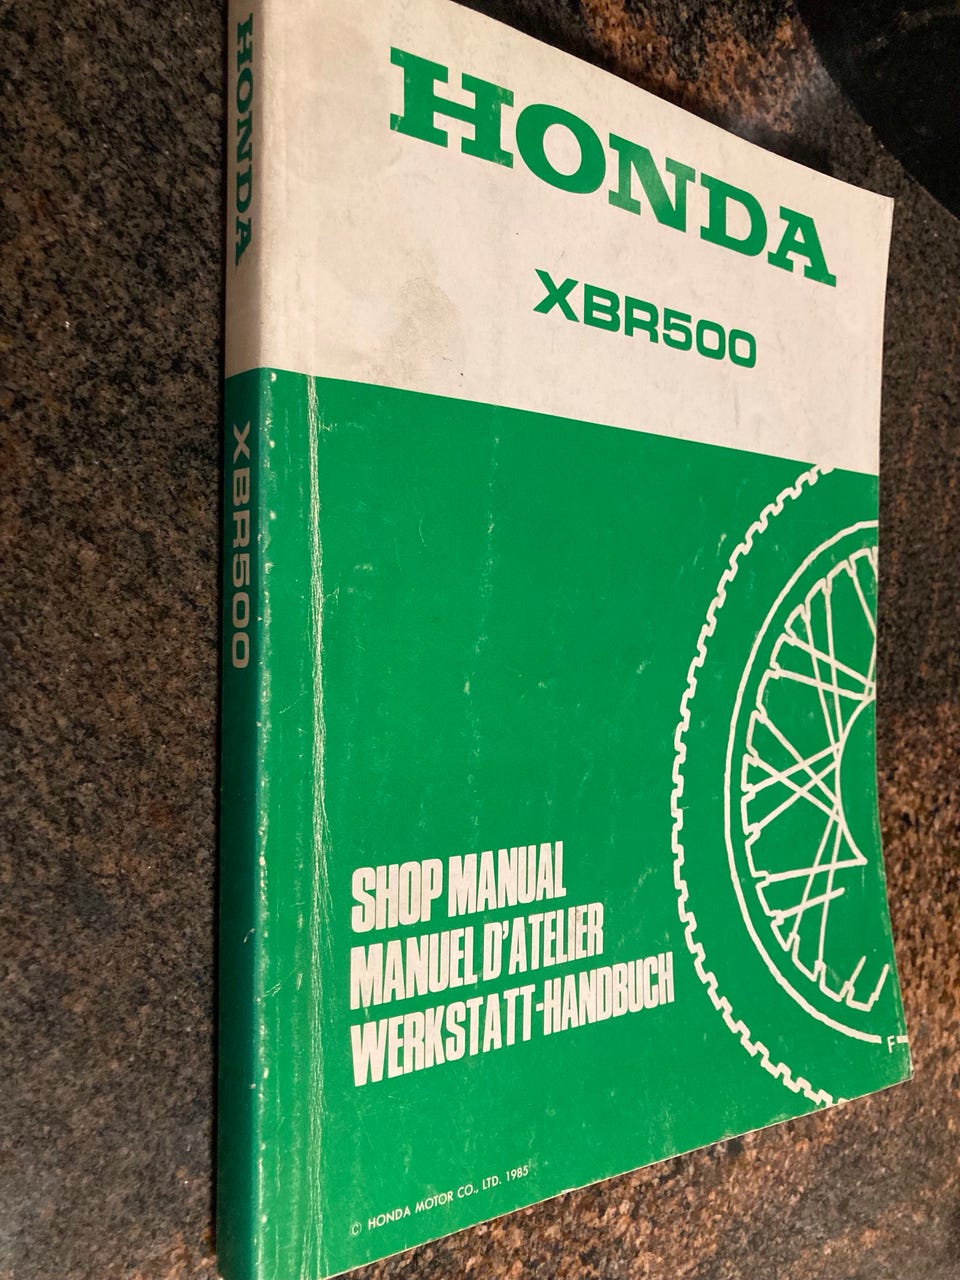 HONDA
XBR500
HONDA
XBR500
SHOP MANUAL
MANUEL D'ATELIER
WERKSTATT-HANDBUCH
© HONDA MOTOR CO., LTD. 1985